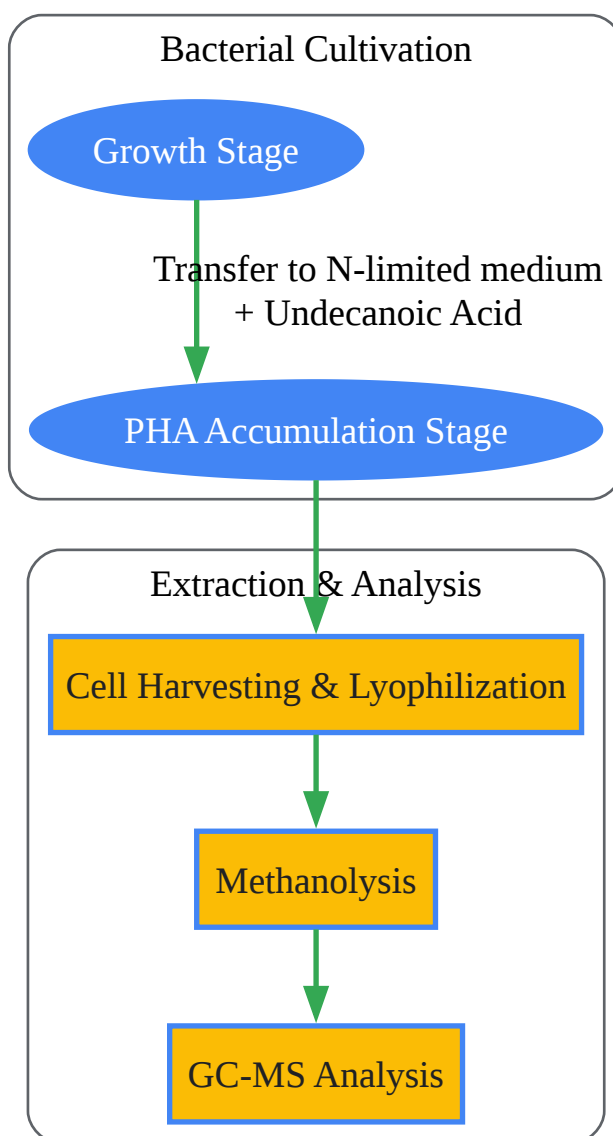 Bacterial Cultivation
Growth Stage
Transfer to N-limited medium
+ Undecanoic Acid
PHA Accumulation Stage
Extraction & Analysis
Cell Harvesting & Lyophilization
Methanolysis
GC-MS Analysis